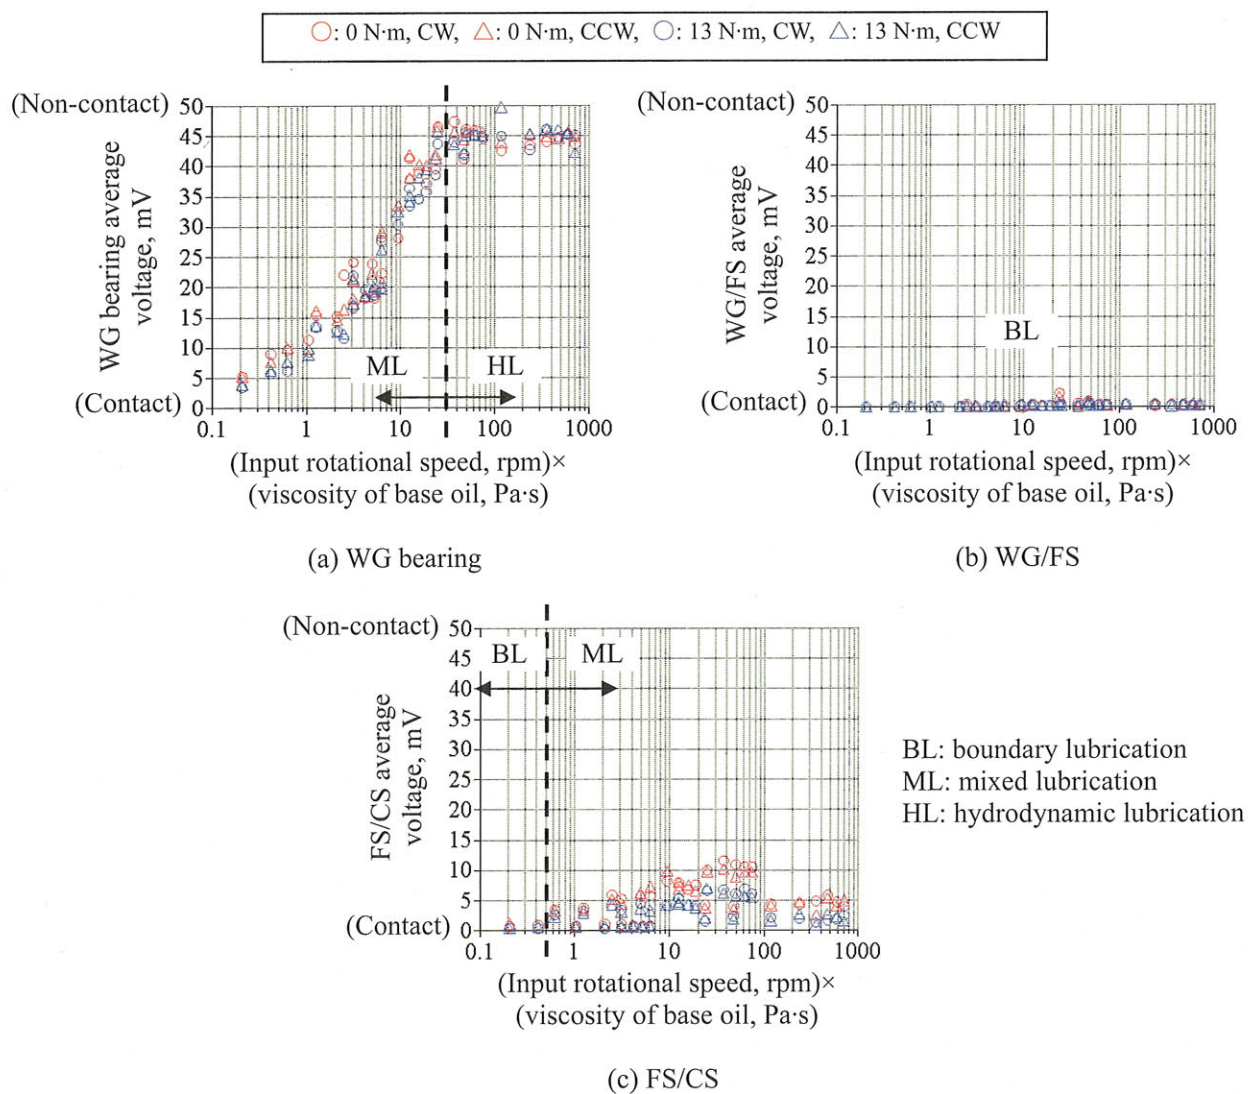 ○: 0 N·m, CW, △: 0 N·m, CCW, ○: 13 N·m, CW, △: 13 N·m, CCW
(Non-contact)
50
45
40
35
30
25
20
15
10
5
0
(Contact)
WG bearing average
voltage, mV
ML
HL
0.1
1
10
100
1000
(Input rotational speed, rpm)×
(viscosity of base oil, Pa·s)
(a) WG bearing
(Non-contact)
50
45
40
35
30
25
20
15
10
5
0
(Contact)
WG/FS average
voltage, mV
BL
0.1
1
10
100
1000
(Input rotational speed, rpm)×
(viscosity of base oil, Pa·s)
(b) WG/FS
(Non-contact)
50
45
40
35
30
25
20
15
10
5
0
(Contact)
FS/CS average
voltage, mV
BL
ML
0.1
1
10
100
1000
(Input rotational speed, rpm)×
(viscosity of base oil, Pa·s)
(c) FS/CS
BL: boundary lubrication
ML: mixed lubrication
HL: hydrodynamic lubrication